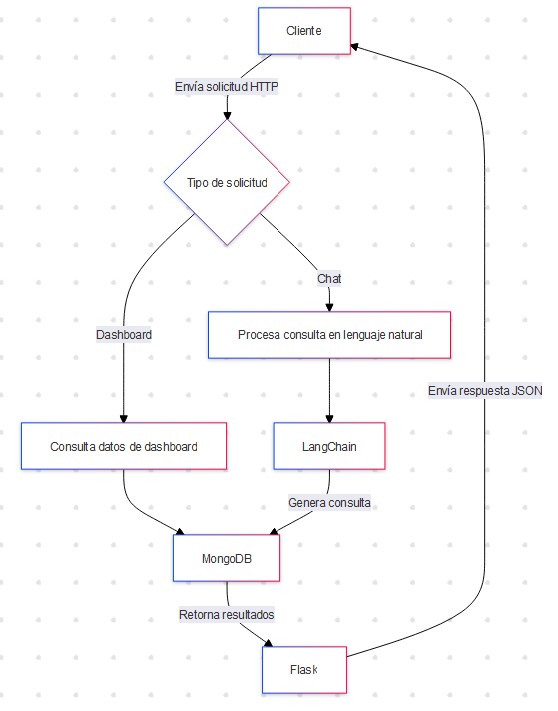 Cliente
Envía solicitud HTTP
Tipo de solicitud
Chat
Procesa consulta en lenguaje natural
Dashboard
Envía respuesta JSON
Consulta datos de dashboard
LangChain
Genera consulta
MongoDB
Retorna resultados
Flask